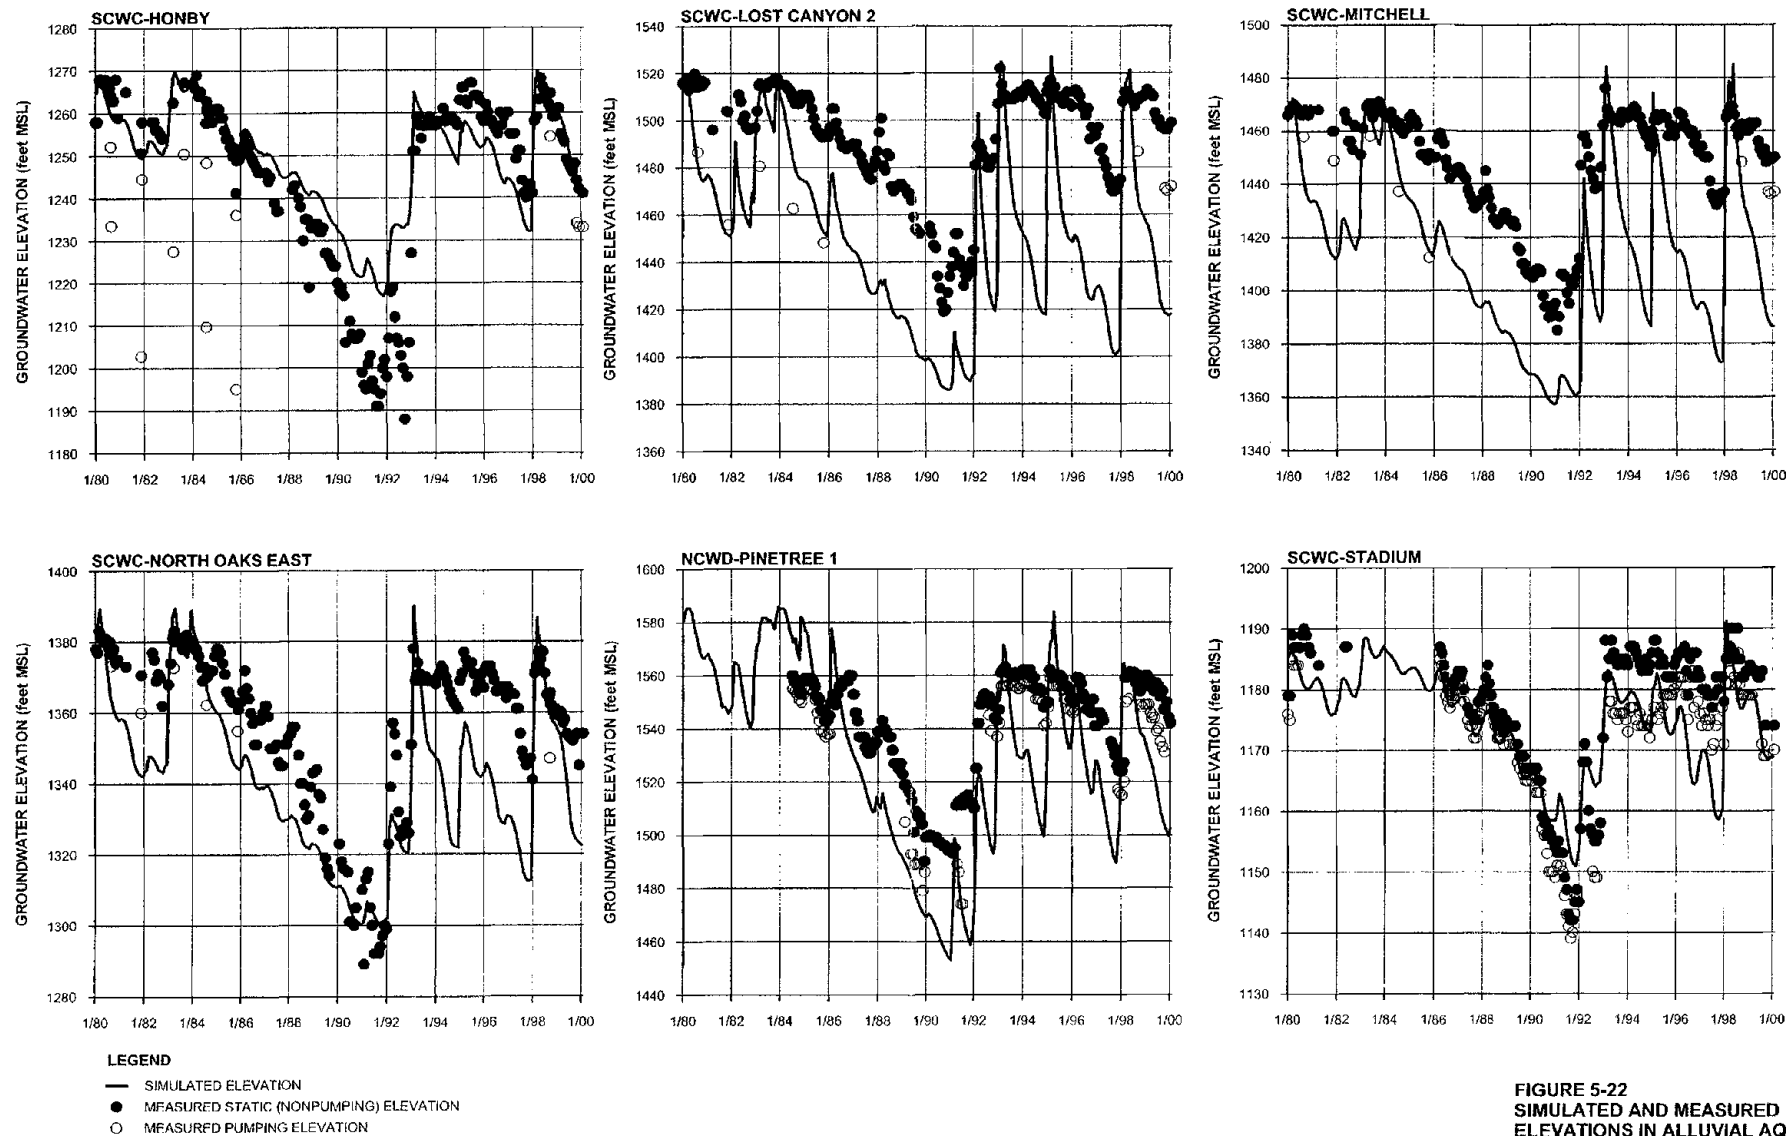 SCWC-HONBY
GROUNDWATER ELEVATION (feet MSL)
1280
1270
1260
1250
1240
1230
1220
1210
1200
1190
1180
1/80 1/82 1/84 1/86 1/88 1/90 1/92 1/94 1/96 1/98 1/00
SCWC-LOST CANYON 2
GROUNDWATER ELEVATION (feet MSL)
1540
1520
1500
1480
1460
1440
1420
1400
1380
1360
1/80 1/82 1/84 1/86 1/88 1/90 1/92 1/94 1/96 1/98 1/00
SCWC-MITCHELL
GROUNDWATER ELEVATION (feet MSL)
1500
1480
1460
1440
1420
1400
1380
1360
1340
1/80 1/82 1/84 1/86 1/88 1/90 1/92 1/94 1/96 1/98 1/00
SCWC-NORTH OAKS EAST
GROUNDWATER ELEVATION (feet MSL)
1400
1380
1360
1340
1320
1300
1280
1/80 1/82 1/84 1/86 1/88 1/90 1/92 1/94 1/96 1/98 1/00
NCWD-PINETREE 1
GROUNDWATER ELEVATION (feet MSL)
1600
1580
1560
1540
1520
1500
1480
1460
1440
1/80 1/82 1/84 1/86 1/88 1/90 1/92 1/94 1/96 1/98 1/00
SCWC-STADIUM
GROUNDWATER ELEVATION (feet MSL)
1200
1190
1180
1170
1160
1150
1140
1130
1/80 1/82 1/84 1/86 1/88 1/90 1/92 1/94 1/96 1/98 1/00
LEGEND
SIMULATED ELEVATION
MEASURED STATIC (NONPUMPING) ELEVATION
MEASURED PUMPING ELEVATION
FIGURE 5-22
SIMULATED AND MEASURED
ELEVATIONS IN ALLUVIAL AQ